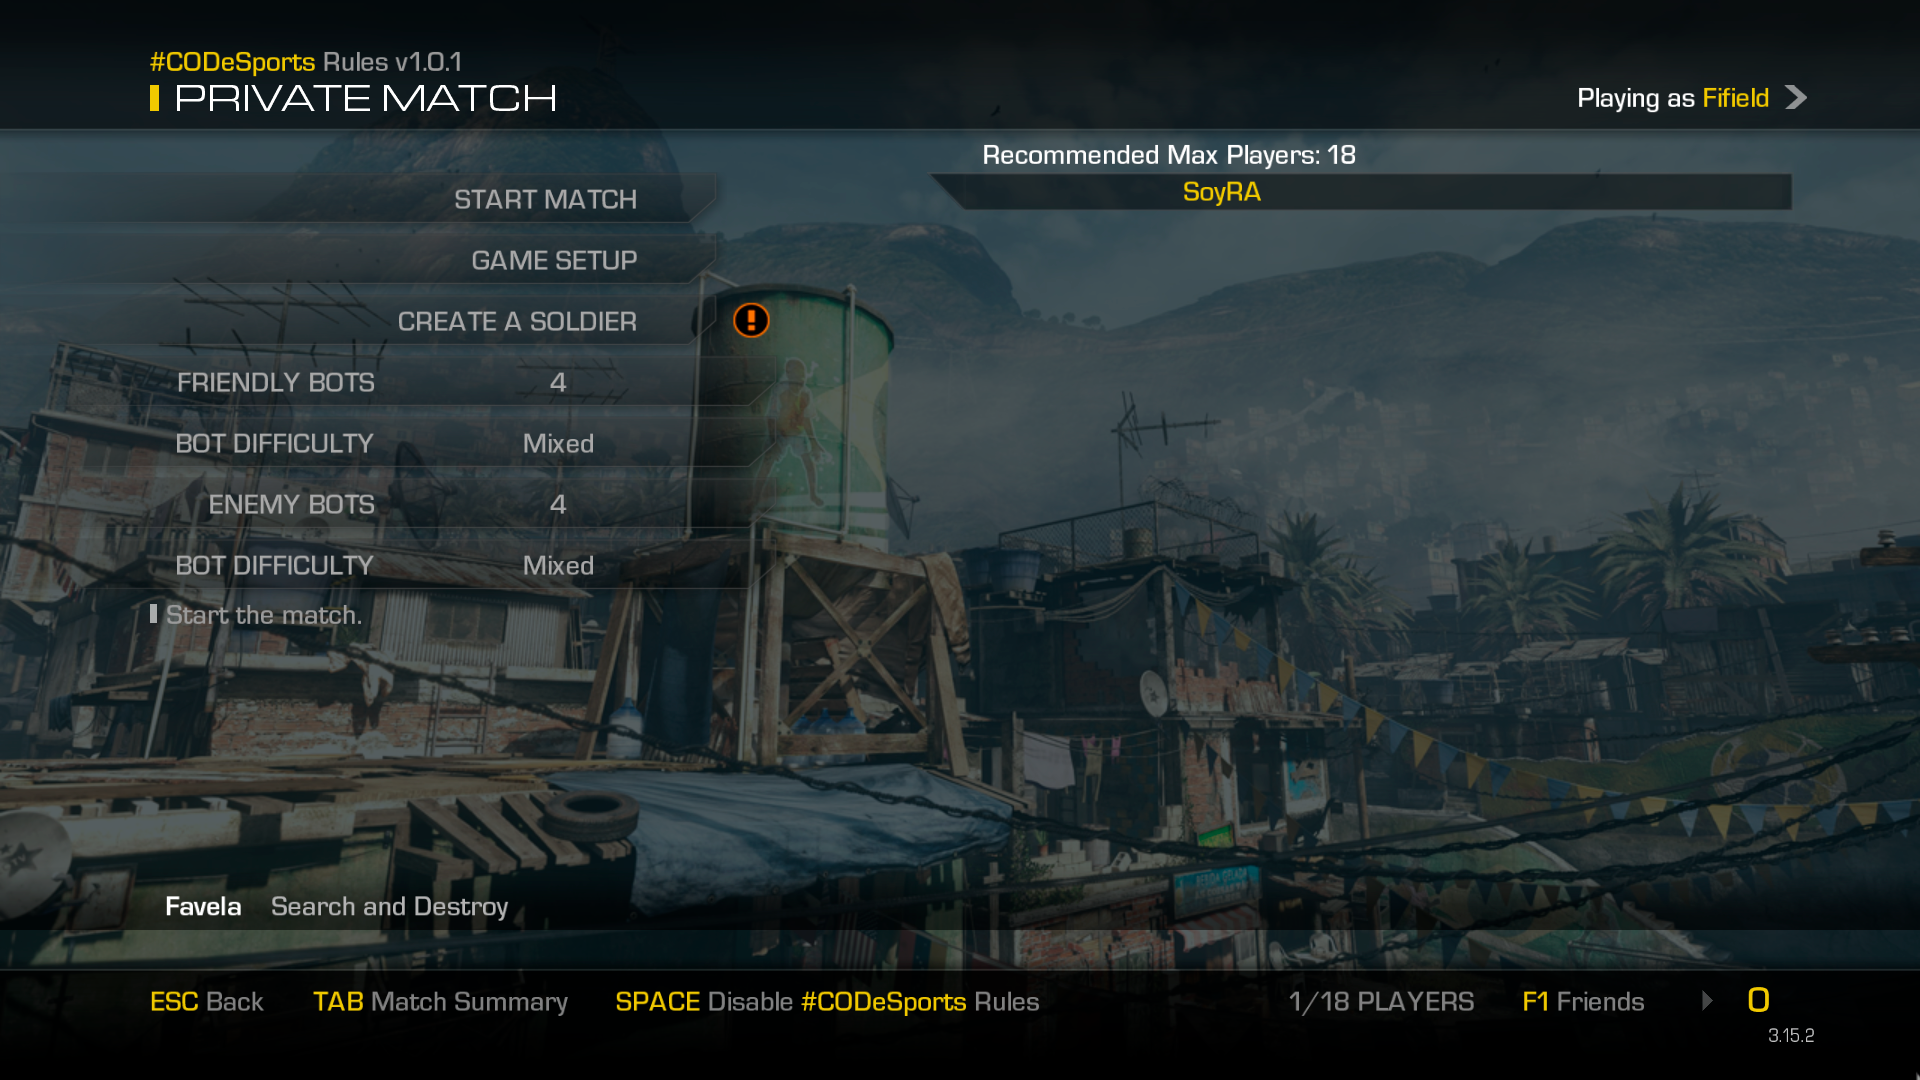 #CODeSports Rules v1.0.1
PRIVATE MATCH
Playing as Fifield
Recommended Max Players: 18
SoyRA
START MATCH
GAME SETUP
CREATE A SOLDIER
FRIENDLY BOTS 4
BOT DIFFICULTY Mixed
ENEMY BOTS 4
BOT DIFFICULTY Mixed
Start the match.
Favela Search and Destroy
ESC Back TAB Match Summary SPACE Disable #CODeSports Rules 1/18 PLAYERS F1 Friends 0
3.15.2